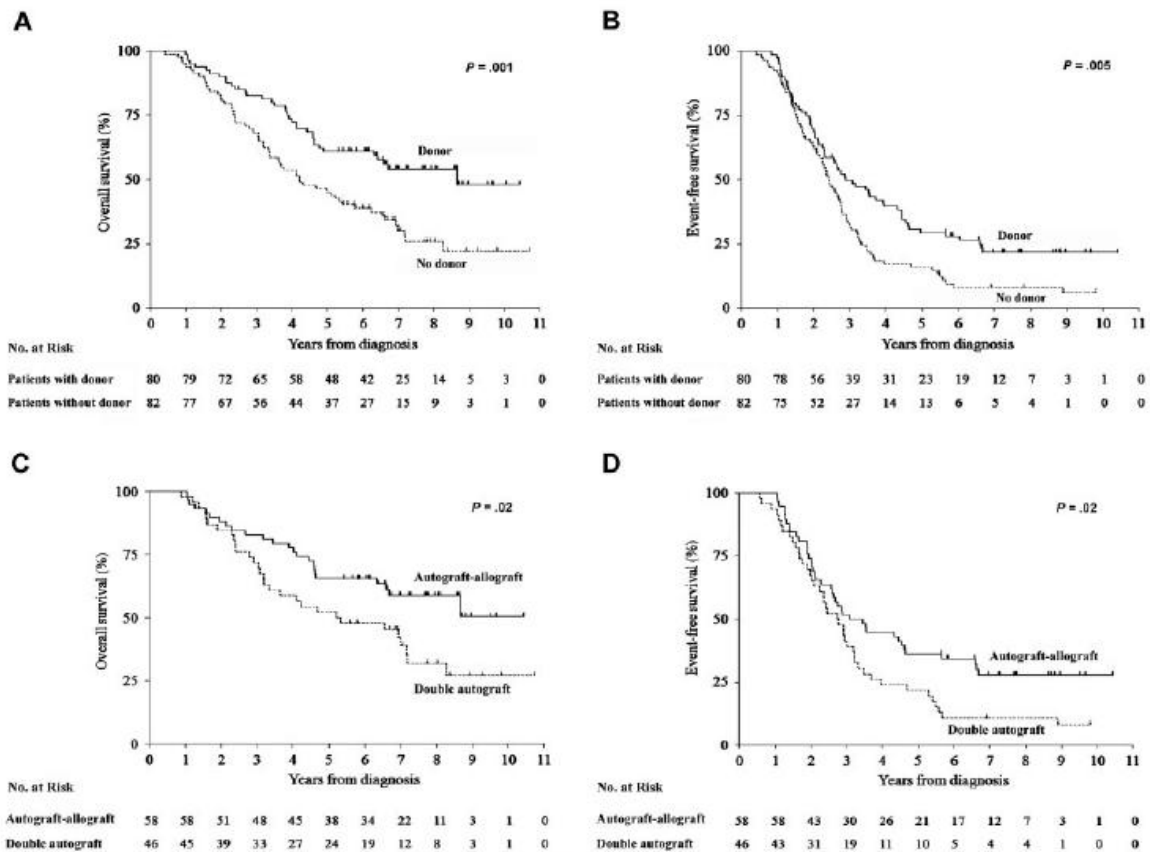 A
Overall survival (%)
100
75
50
25
0
P = .001
Donor
No donor
0 1 2 3 4 5 6 7 8 9 10 11
Years from diagnosis
No. at Risk
Patients with donor 80 79 72 65 58 48 42 25 14 5 3 0
Patients without donor 82 77 67 56 44 37 27 15 9 3 1 0
B
Event-free survival (%)
100
75
50
25
0
P = .005
Donor
No donor
0 1 2 3 4 5 6 7 8 9 10 11
Years from diagnosis
No. at Risk
Patients with donor 80 78 56 39 31 23 19 12 7 3 1 0
Patients without donor 82 75 52 27 14 13 6 5 4 1 0 0
C
Overall survival (%)
100
75
50
25
0
P = .02
Autograft-allograft
Double autograft
0 1 2 3 4 5 6 7 8 9 10 11
Years from diagnosis
No. at Risk
Autograft-allograft 58 58 51 48 45 38 34 22 11 3 1 0
Double autograft 46 45 39 33 27 24 19 12 8 3 1 0
D
Event-free survival (%)
100
75
50
25
0
P = .02
Autograft-allograft
Double autograft
0 1 2 3 4 5 6 7 8 9 10 11
Years from diagnosis
No. at Risk
Autograft-allograft 58 58 43 30 26 21 17 12 7 3 1 0
Double autograft 46 43 31 19 11 10 5 4 4 1 0 0